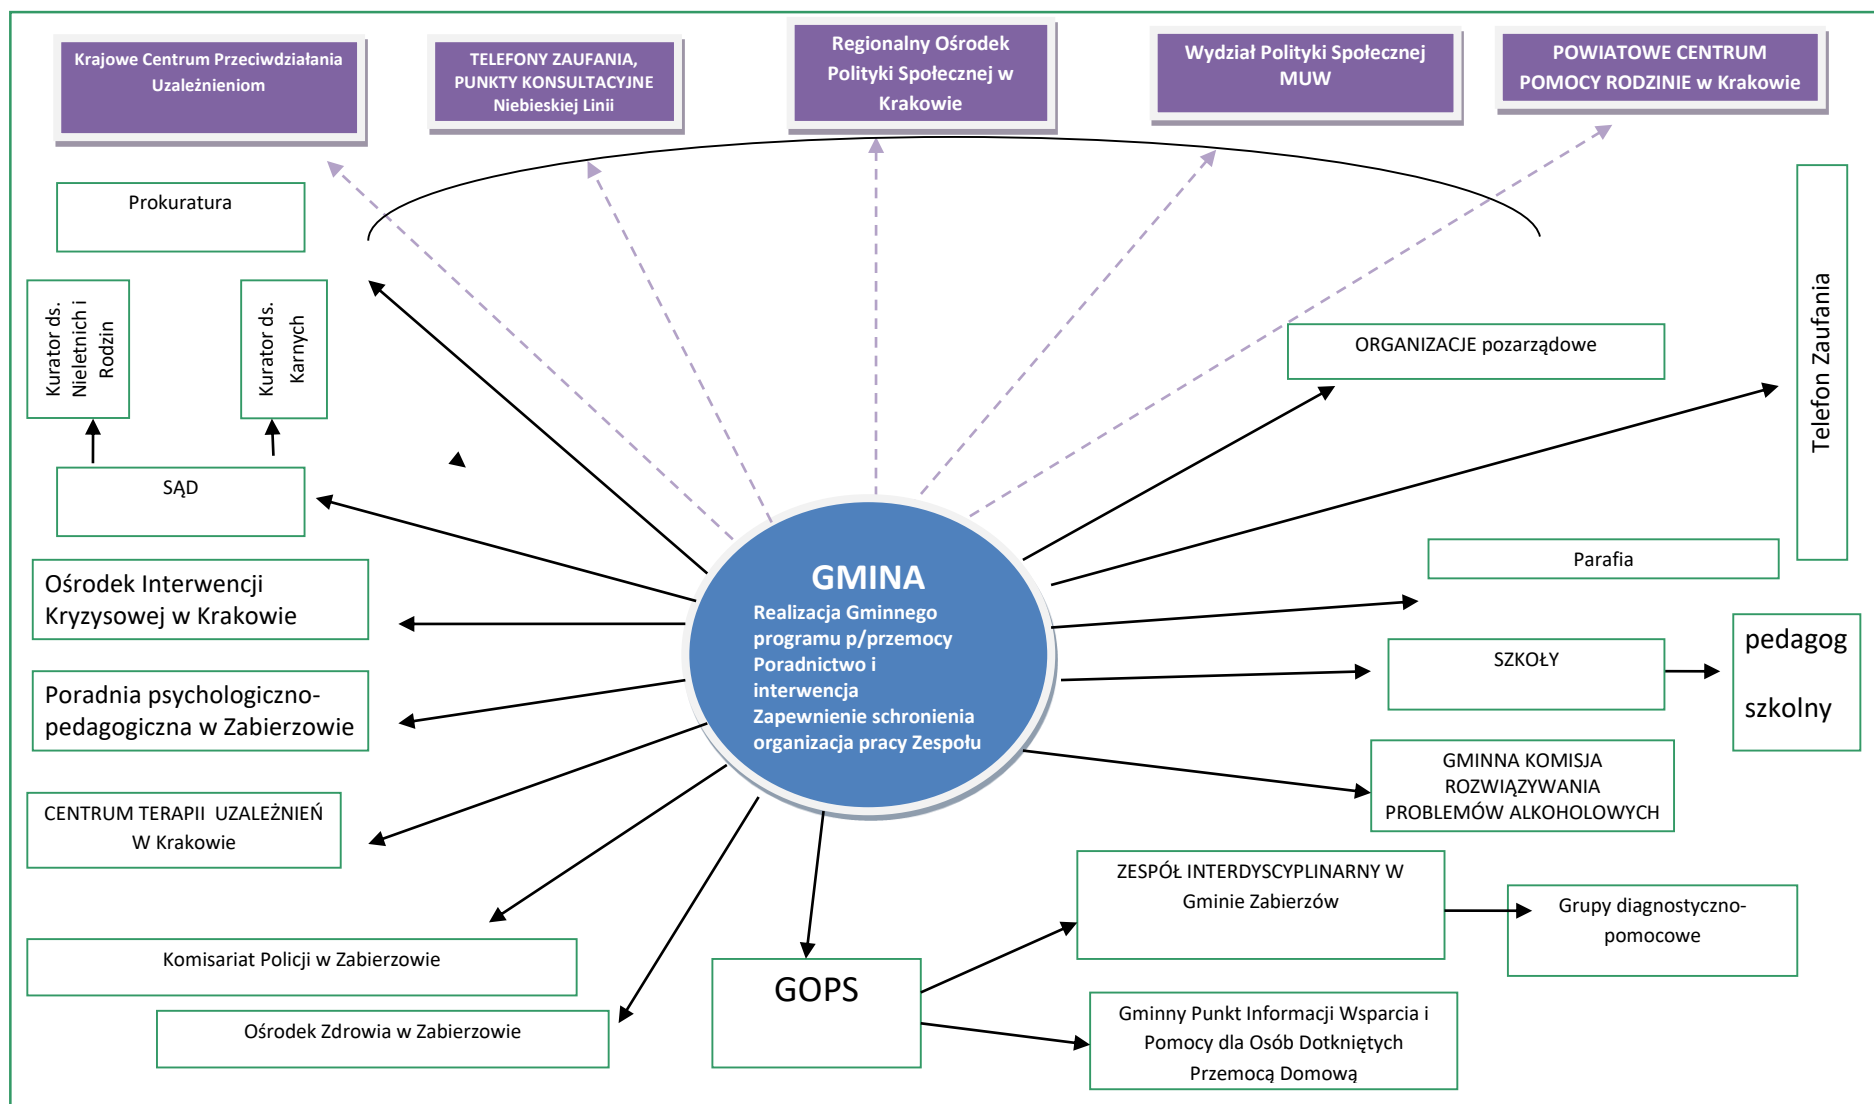 Krajowe Centrum Przeciwdziałania
Uzależnieniom
TELEFONY ZAUFANIA,
PUNKTY KONSULTACYJNE
Niebieskiej Linii
Regionalny Ośrodek
Polityki Społecznej w
Krakowie
Wydział Polityki Społecznej
MUW
POWIATOWE CENTRUM
POMOCY RODZINIE w Krakowie
Prokuratura
Kurator ds.
Nieletnich i
Rodzin
Kurator ds.
Karnych
SĄD
ORGANIZACJE pozarządowe
Telefon Zaufania
Parafia
Ośrodek Interwencji
Kryzysowej w Krakowie
GMINA
Realizacja Gminnego
programu p/przemocy
Poradnictwo i
interwencja
Zapewnienie schronienia
organizacja pracy Zespołu
SZKOŁY
pedagog
szkolny
Poradnia psychologiczno-
pedagogiczna w Zabierzowie
GMINNA KOMISJA
ROZWIĄZYWANIA
PROBLEMÓW ALKOHOLOWYCH
CENTRUM TERAPII UZALEŻNIEŃ
W Krakowie
ZESPÓŁ INTERDYSCYPLINARNY W
Gminie Zabierzów
Grupy diagnostyczno-
pomocowe
Komisariat Policji w Zabierzowie
GOPS
Ośrodek Zdrowia w Zabierzowie
Gminny Punkt Informacji Wsparcia i
Pomocy dla Osób Dotkniętych
Przemocą Domową